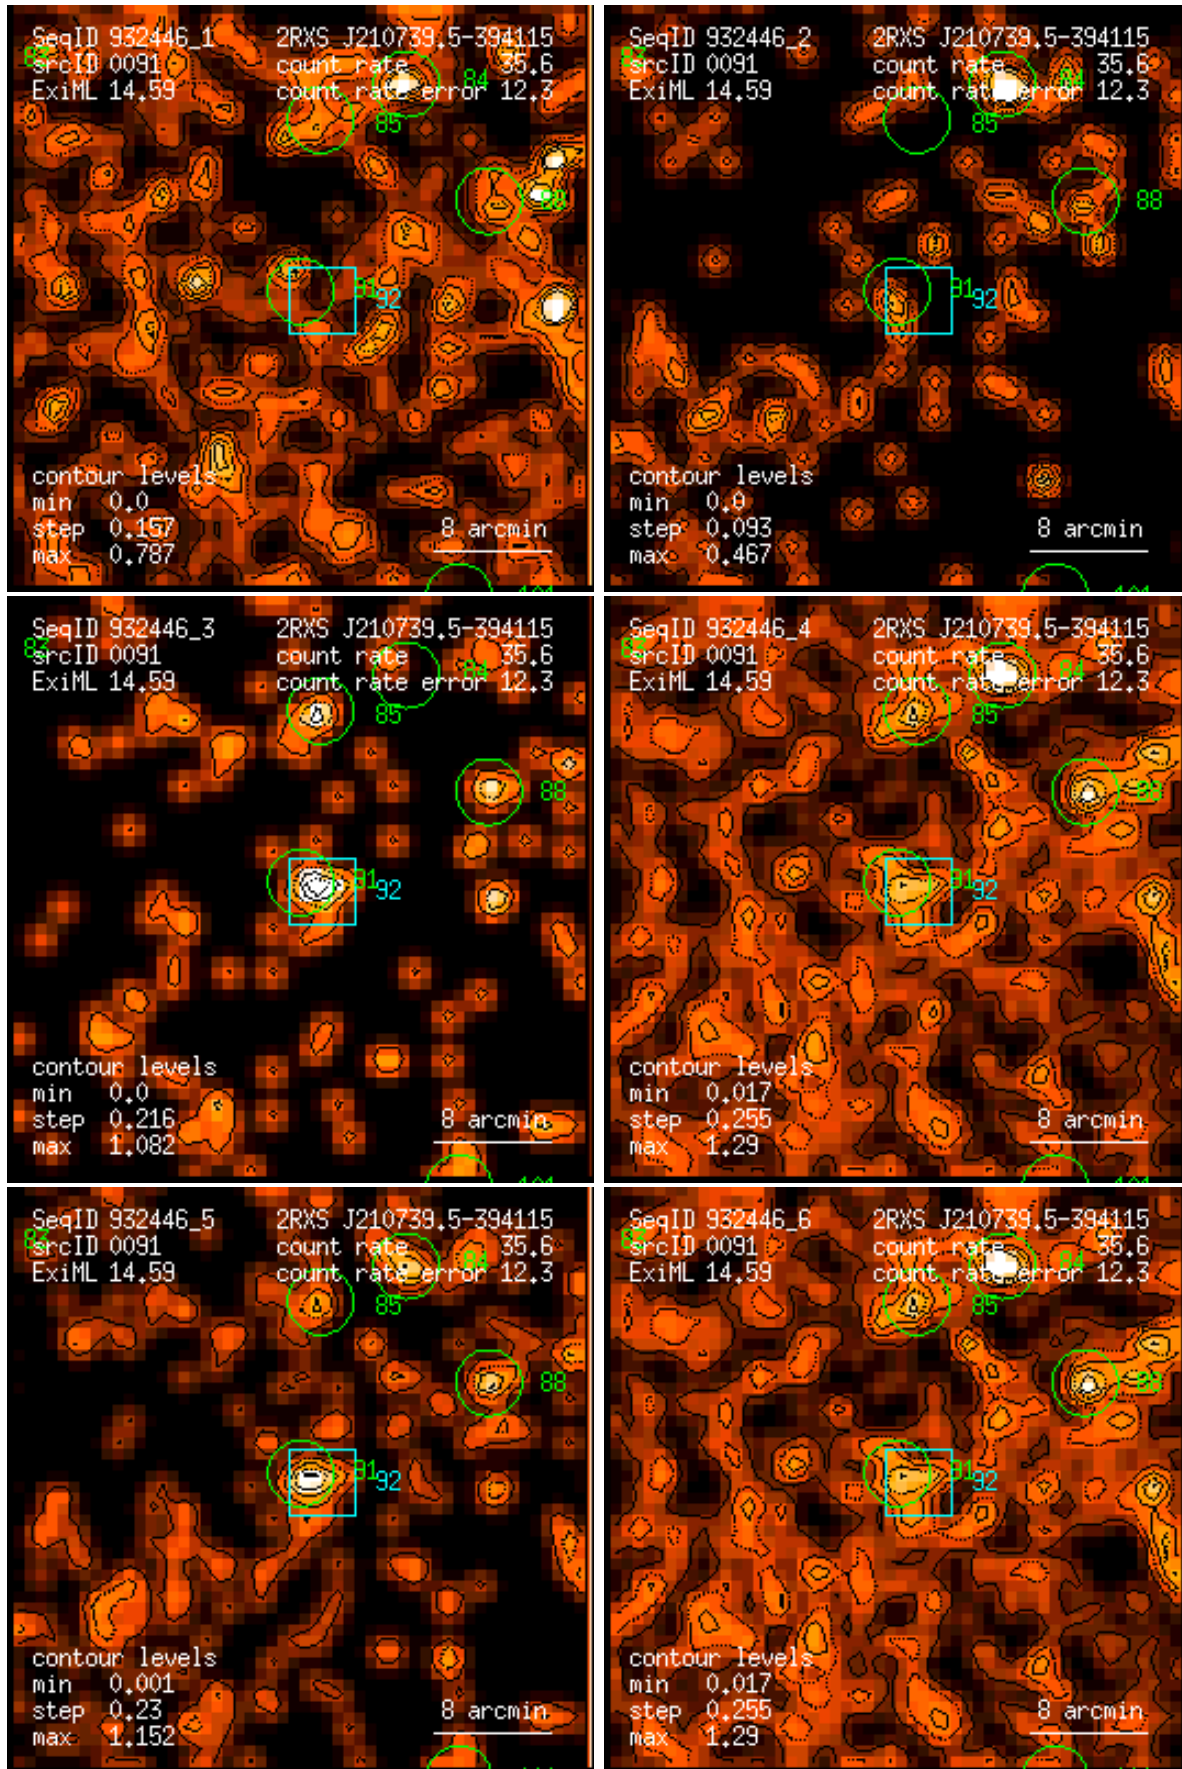 SeqID 932446_1 2RXS J210739.5-394115
srcID 0091 count rate 35.6
ExiML 14.59 count rate error 12.3
84
85
88
91
92
contour levels
min 0.0
step 0.157
max 0.787
8 arcmin
SeqID 932446_2 2RXS J210739.5-394115
srcID 0091 count rate 35.6
ExiML 14.59 count rate error 12.3
84
85
88
91
92
contour levels
min 0.0
step 0.093
max 0.467
8 arcmin
SeqID 932446_3 2RXS J210739.5-394115
srcID 0091 count rate 35.6
ExiML 14.59 count rate error 12.3
84
85
88
91
92
contour levels
min 0.0
step 0.216
max 1.082
8 arcmin
SeqID 932446_4 2RXS J210739.5-394115
srcID 0091 count rate 35.6
ExiML 14.59 count rate error 12.3
84
85
88
91
92
contour levels
min 0.017
step 0.255
max 1.29
8 arcmin
SeqID 932446_5 2RXS J210739.5-394115
srcID 0091 count rate 35.6
ExiML 14.59 count rate error 12.3
84
85
88
91
92
contour levels
min 0.001
step 0.23
max 1.152
8 arcmin
SeqID 932446_6 2RXS J210739.5-394115
srcID 0091 count rate 35.6
ExiML 14.59 count rate error 12.3
84
85
88
91
92
contour levels
min 0.017
step 0.255
max 1.29
8 arcmin